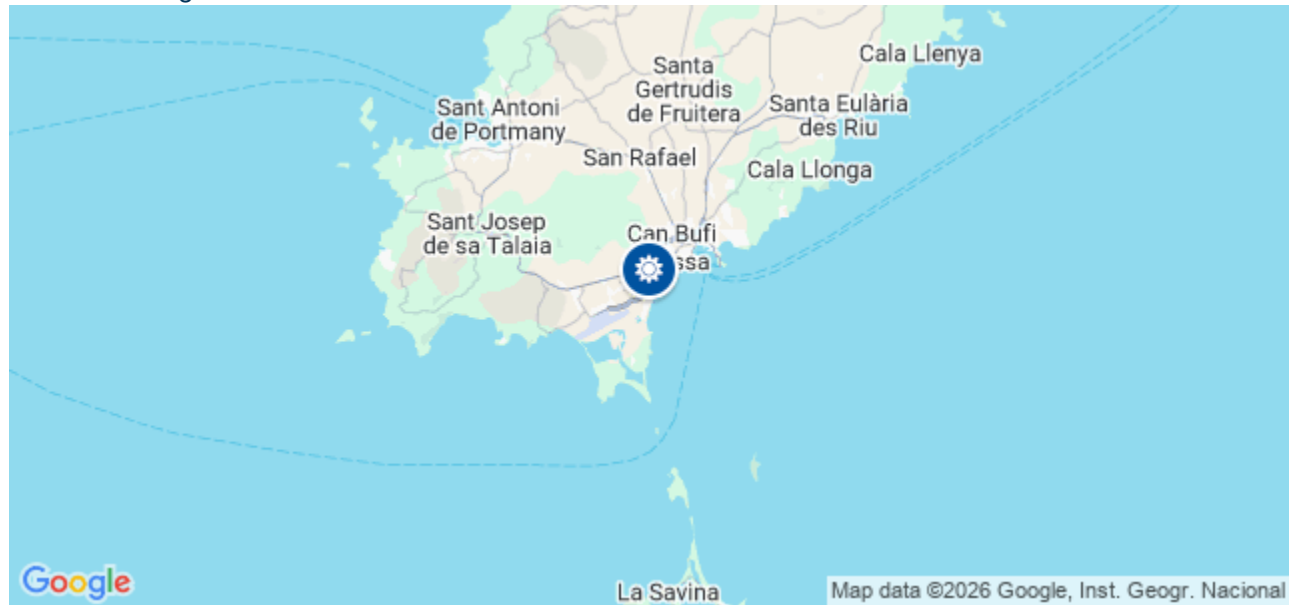 Cala Llenya
Santa
Gertrudis
de Fruitera
Sant Antoni
de Portmany
Santa Eulària
des Riu
San Rafael
Cala Llonga
Sant Josep
de sa Talaia
Can Bufi
ssa
La Savina
Google
Map data ©2026 Google, Inst. Geogr. Nacional